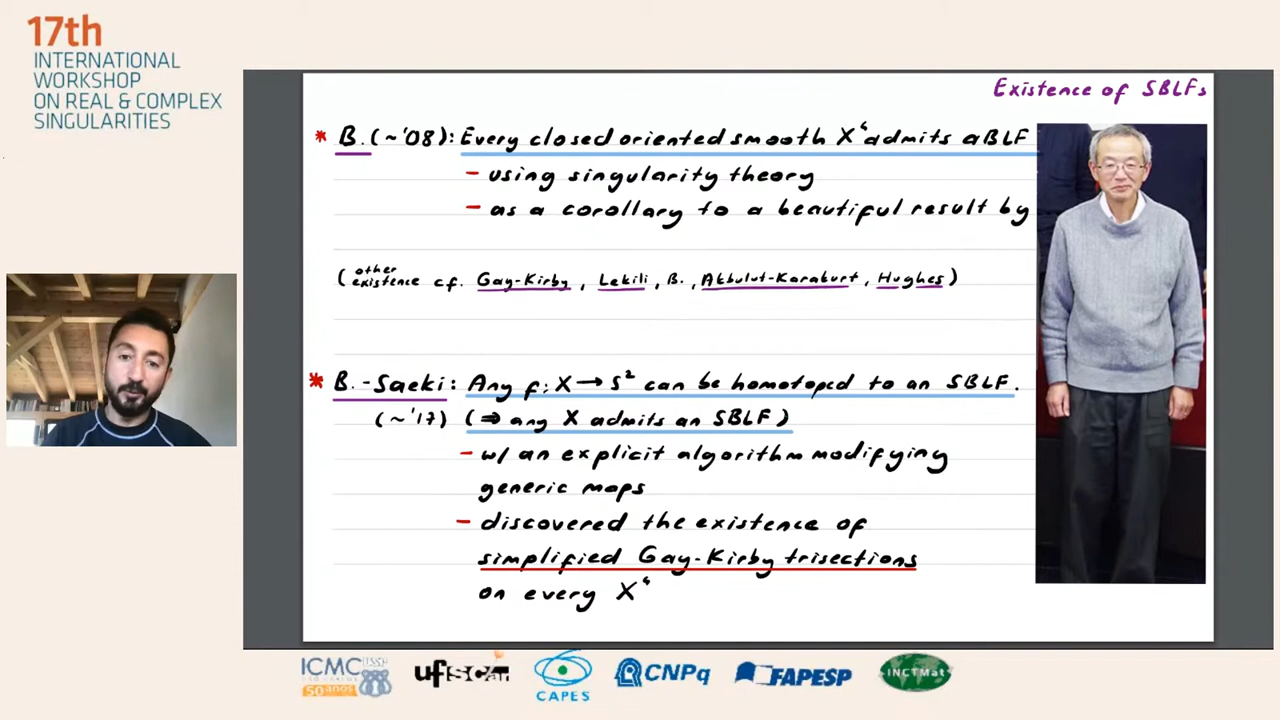 17th
INTERNATIONAL
WORKSHOP
ON REAL & COMPLEX
SINGULARITIES
Existence of SBLFs
* B. (~'08): Every closed oriented smooth X⁴ admits a BLF
- using singularity theory
- as a corollary to a beautiful result by
(other existence cf. Gay-Kirby, Lekili, B., Akbulut-Karakurt, Hughes)
* B.-Saeki: Any f: X → S² can be homotoped to an SBLF.
(~'17) (⇒ any X admits an SBLF)
- w/ an explicit algorithm modifying
generic maps
- discovered the existence of
simplified Gay-Kirby trisections
on every X⁴
ICMC
50 anos
ufscar
CAPES
CNPq
FAPESP
INCTMat